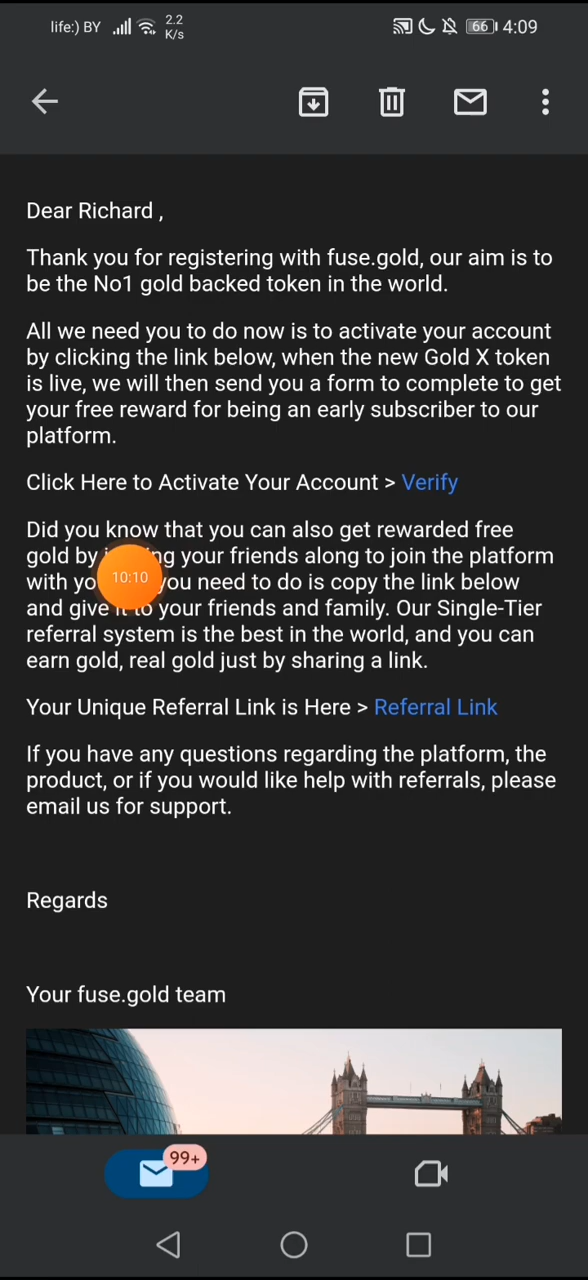 life:) BY 2.2 K/s 66 4:09
Dear Richard ,
Thank you for registering with fuse.gold, our aim is to
be the No1 gold backed token in the world.
All we need you to do now is to activate your account
by clicking the link below, when the new Gold X token
is live, we will then send you a form to complete to get
your free reward for being an early subscriber to our
platform.
Click Here to Activate Your Account > Verify
Did you know that you can also get rewarded free
gold by your friends along to join the platform
with you need to do is copy the link below
10:10
and give it to your friends and family. Our Single-Tier
referral system is the best in the world, and you can
earn gold, real gold just by sharing a link.
Your Unique Referral Link is Here > Referral Link
If you have any questions regarding the platform, the
product, or if you would like help with referrals, please
email us for support.
Regards
Your fuse.gold team
99+